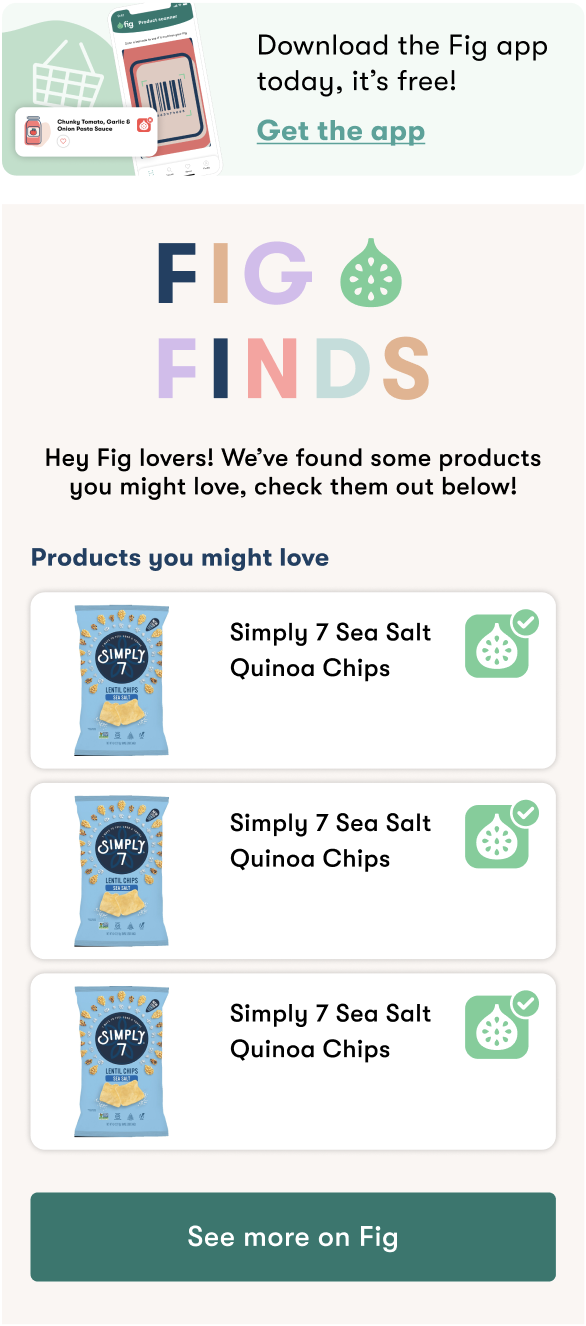 fig Product scanner
Chunky Tomato, Garlic &
Onion Pasta Sauce
Download the Fig app
today, it's free!
Get the app
FIG
FINDS
Hey Fig lovers! We've found some products
you might love, check them out below!
Products you might love
SIMPLY
7
LENTIL CHIPS
SEA SALT
Simply 7 Sea Salt
Quinoa Chips
SIMPLY
7
LENTIL CHIPS
SEA SALT
Simply 7 Sea Salt
Quinoa Chips
SIMPLY
7
LENTIL CHIPS
SEA SALT
Simply 7 Sea Salt
Quinoa Chips
See more on Fig